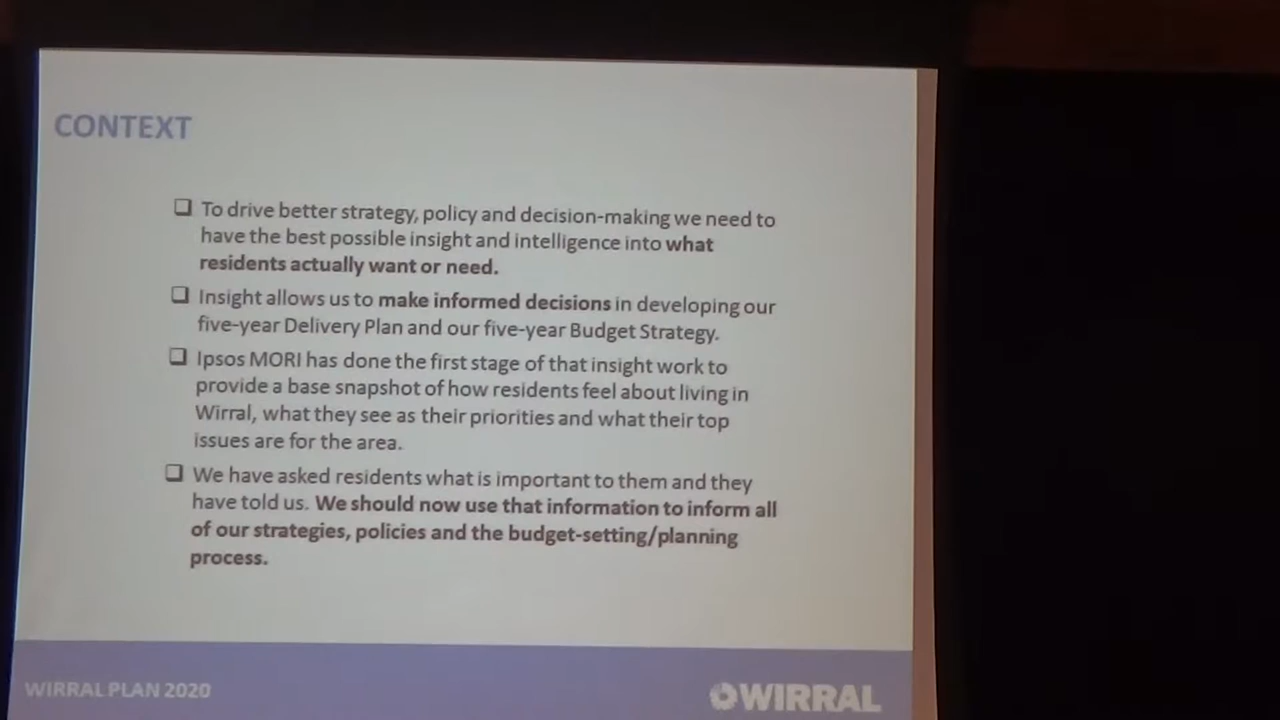 CONTEXT
❑ To drive better strategy, policy and decision-making we need to
have the best possible insight and intelligence into what
residents actually want or need.
❑ Insight allows us to make informed decisions in developing our
five-year Delivery Plan and our five-year Budget Strategy.
❑ Ipsos MORI has done the first stage of that insight work to
provide a base snapshot of how residents feel about living in
Wirral, what they see as their priorities and what their top
issues are for the area.
❑ We have asked residents what is important to them and they
have told us. We should now use that information to inform all
of our strategies, policies and the budget-setting/planning
process.
WIRRAL PLAN 2020
WIRRAL